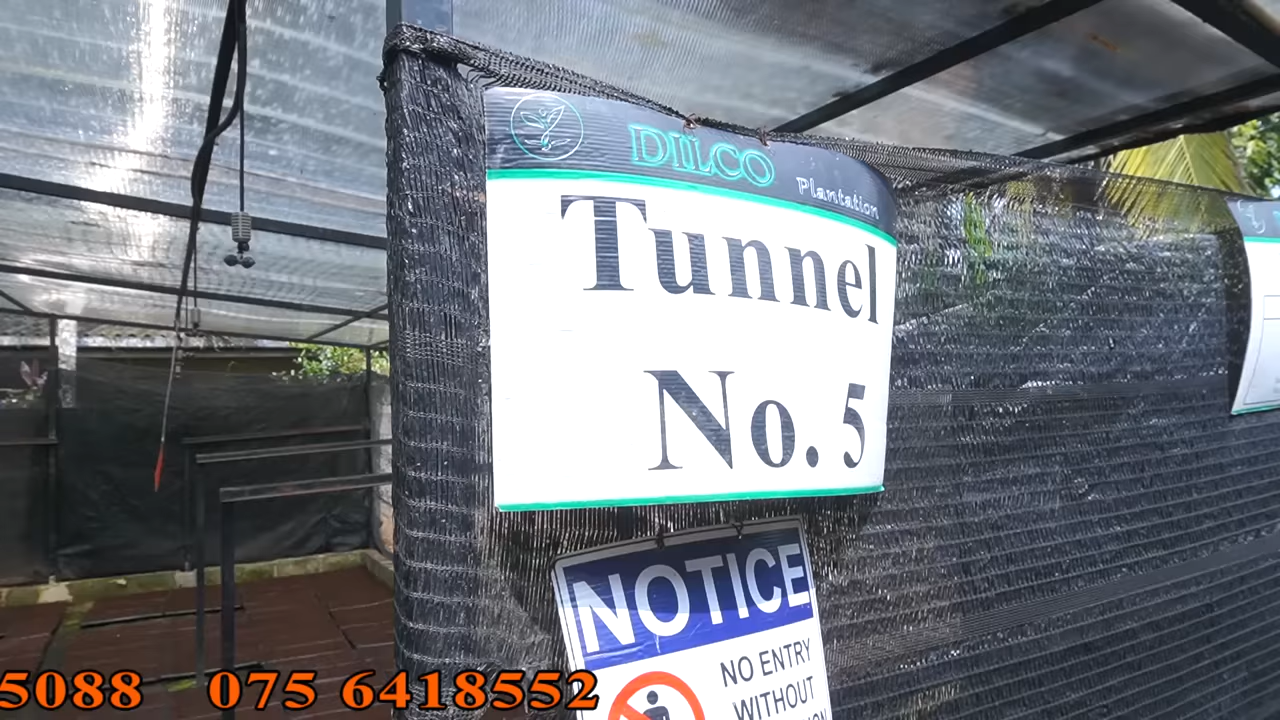 DILCO
Plantation
Tunnel
No. 5
NOTICE
NO ENTRY
WITHOUT
5088 075 6418552